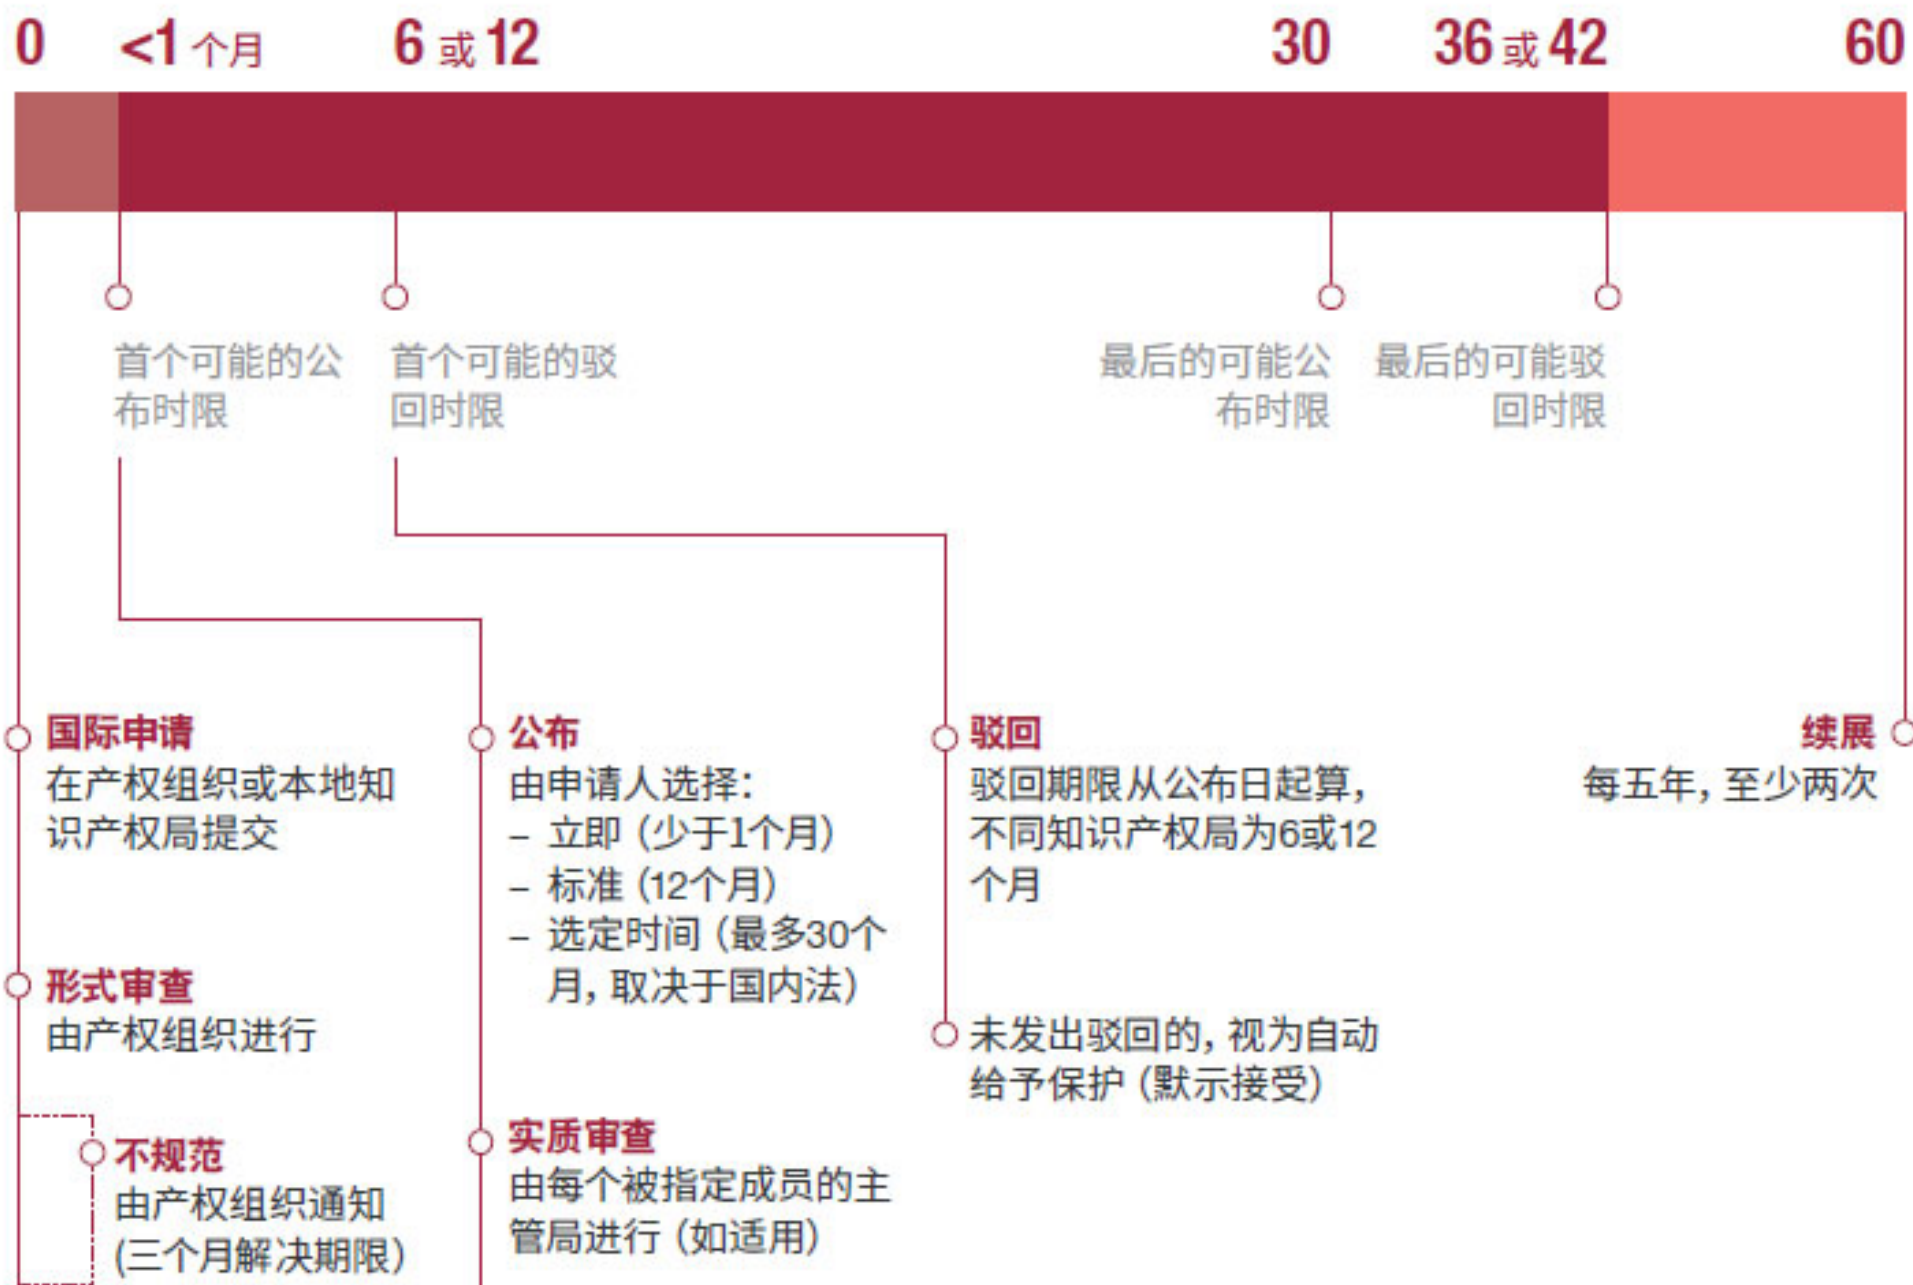 0 <1 个月 6 或 12 30 36 或 42 60
首个可能的公
布时限
首个可能的驳
回时限
最后的可能公
布时限
最后的可能驳
回时限
国际申请
在产权组织或本地知
识产权局提交
形式审查
由产权组织进行
不规范
由产权组织通知
(三个月解决期限)
公布
由申请人选择：
– 立即（少于1个月）
– 标准（12个月）
– 选定时间（最多30个
月，取决于国内法）
实质审查
由每个被指定成员的主
管局进行（如适用）
驳回
驳回期限从公布日起算，
不同知识产权局为6或12
个月
未发出驳回的，视为自动
给予保护（默示接受）
续展
每五年，至少两次